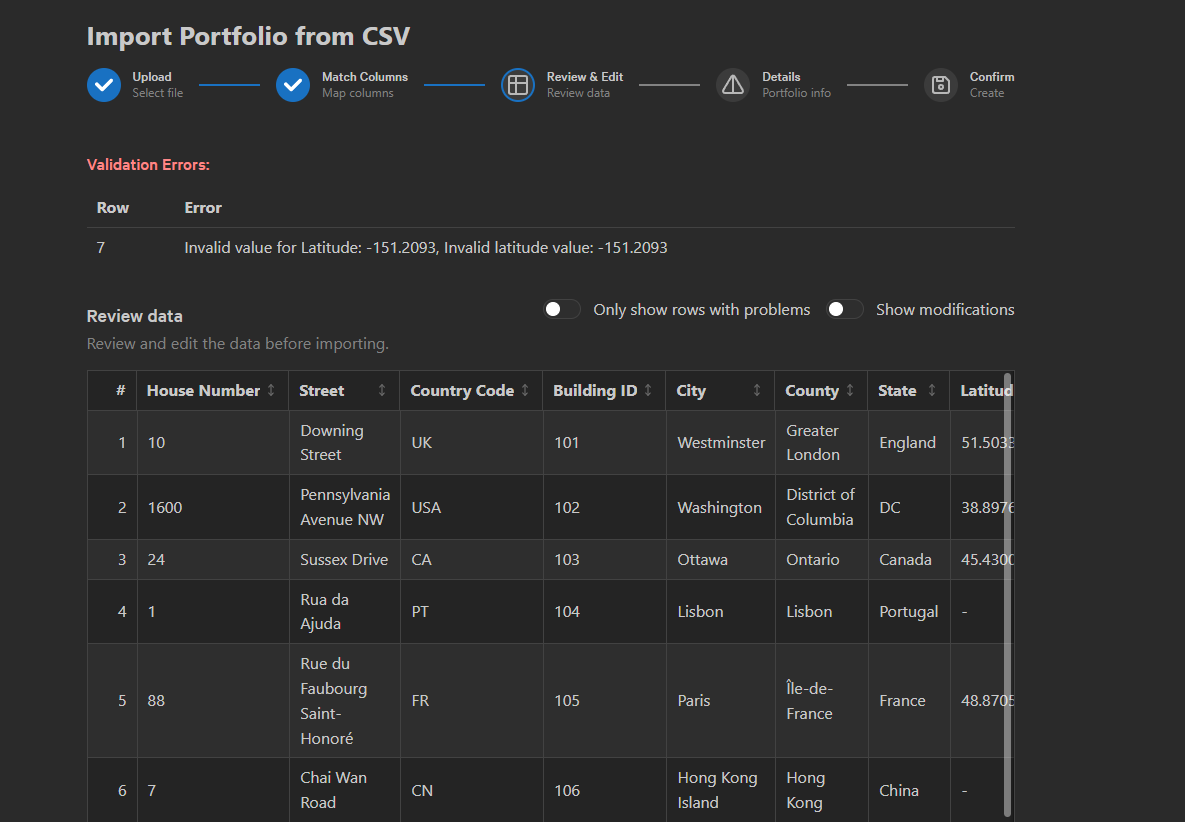 Import Portfolio from CSV
Upload
Select file
Match Columns
Map columns
Review & Edit
Review data
Details
Portfolio info
Confirm
Create
Validation Errors:
Row Error
7 Invalid value for Latitude: -151.2093, Invalid latitude value: -151.2093
Review data
Only show rows with problems
Show modifications
Review and edit the data before importing.
# House Number Street Country Code Building ID City County State Latitud
1 10 Downing Street UK 101 Westminster Greater London England 51.5033
2 1600 Pennsylvania Avenue NW USA 102 Washington District of Columbia DC 38.8976
3 24 Sussex Drive CA 103 Ottawa Ontario Canada 45.4300
4 1 Rua da Ajuda PT 104 Lisbon Lisbon Portugal -
5 88 Rue du Faubourg Saint-Honoré FR 105 Paris Île-de-France France 48.8705
6 7 Chai Wan Road CN 106 Hong Kong Island Hong Kong China -